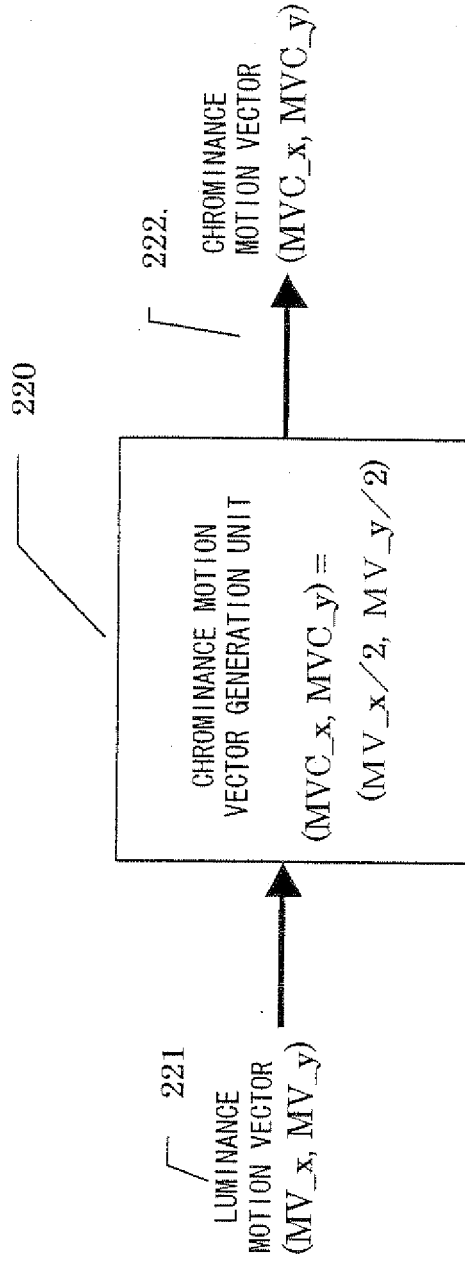 221
LUMINANCE
MOTION VECTOR
(MV_x, MV_y)
220
CHROMINANCE MOTION
VECTOR GENERATION UNIT
(MVC_x, MVC_y) =
(MV_x/2, MV_y/2)
222.
CHROMINANCE
MOTION VECTOR
(MVC_x, MVC_y)